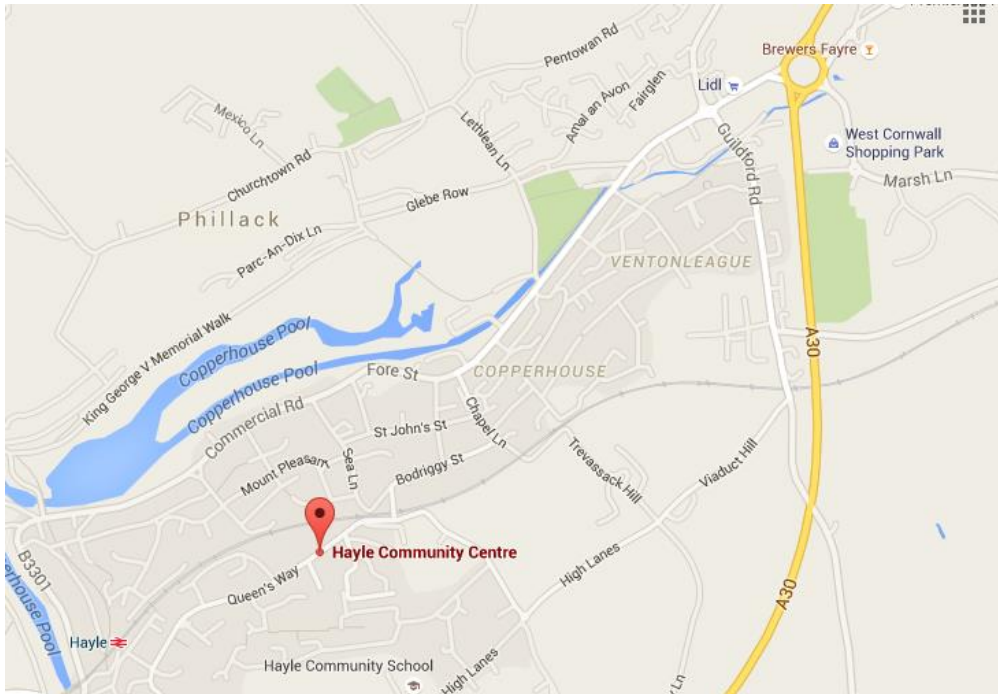 Pentowan Rd
Brewers Fayre
Lidl
Amal an Avon
Fairglen
Mexico Ln
Lethlean Ln
Guildford Rd
West Cornwall
Shopping Park
Marsh Ln
Churchtown Rd
Glebe Row
Phillack
Parc-An-Dix Ln
VENTONLEAGUE
King George V Memorial Walk
Copperhouse Pool
Copperhouse Pool
A30
Fore St
COPPERHOUSE
Commercial Rd
Chapel Ln
St John's St
Sea Ln
Mount Pleasant
Bodriggy St
Trevassack Hill
Viaduct Hill
Hayle Community Centre
B3301
High Lanes
Queen's Way
A30
Hayle
Hayle Community School
High Lanes